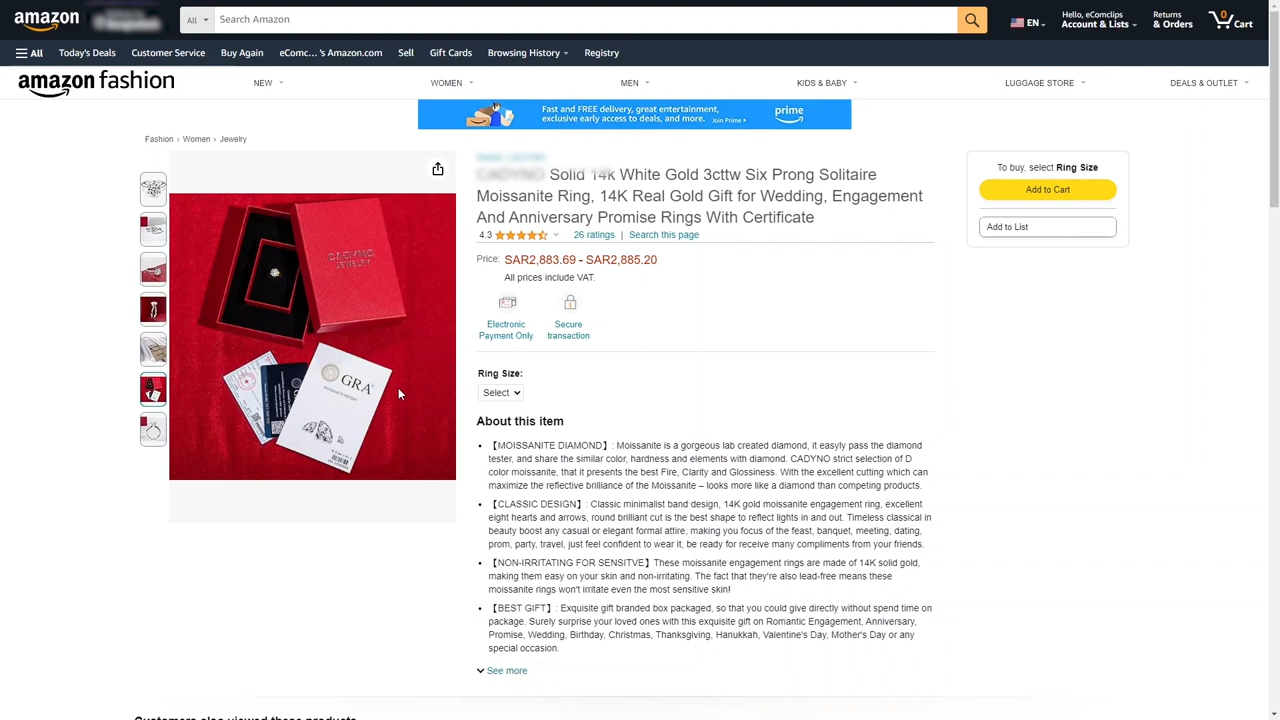 amazon
All
Search Amazon
EN
Hello, eComclips
Account & Lists
Returns
& Orders
0
Cart
All
Today's Deals
Customer Service
Buy Again
eComc... 's Amazon.com
Sell
Gift Cards
Browsing History
Registry
amazon fashion
NEW
WOMEN
MEN
KIDS & BABY
LUGGAGE STORE
DEALS & OUTLET
Fast and FREE delivery, great entertainment,
exclusive early access to deals, and more. Join Prime
prime
Fashion › Women › Jewelry
Solid 14k White Gold 3cttw Six Prong Solitaire
Moissanite Ring, 14K Real Gold Gift for Wedding, Engagement
And Anniversary Promise Rings With Certificate
4.3
26 ratings | Search this page
Price: SAR2,883.69 - SAR2,885.20
All prices include VAT.
Electronic
Payment Only
Secure
transaction
Ring Size:
Select
About this item
• 【MOISSANITE DIAMOND】: Moissanite is a gorgeous lab created diamond, it easyly pass the diamond
tester, and share the similar color, hardness and elements with diamond. CADYNO strict selection of D
color moissanite, that it presents the best Fire, Clarity and Glossiness. With the excellent cutting which can
maximize the reflective brilliance of the Moissanite – looks more like a diamond than competing products.
• 【CLASSIC DESIGN】: Classic minimalist band design, 14K gold moissanite engagement ring, excellent
eight hearts and arrows, round brilliant cut is the best shape to reflect lights in and out. Timeless classical in
beauty boost any casual or elegant formal attire, making you focus of the feast, banquet, meeting, dating,
prom, party, travel, just feel confident to wear it, be ready for receive many compliments from your friends.
• 【NON-IRRITATING FOR SENSITVE】These moissanite engagement rings are made of 14K solid gold,
making them easy on your skin and non-irritating. The fact that they're also lead-free means these
moissanite rings won't irritate even the most sensitive skin!
• 【BEST GIFT】: Exquisite gift branded box packaged, so that you could give directly without spend time on
package. Surely surprise your loved ones with this exquisite gift on Romantic Engagement, Anniversary,
Promise, Wedding, Birthday, Christmas, Thanksgiving, Hanukkah, Valentine's Day, Mother's Day or any
special occasion.
See more
To buy, select Ring Size
Add to Cart
Add to List
CADYNO
JEWELRY
GRA
MOISSANITE REPORT
Customers also viewed these products